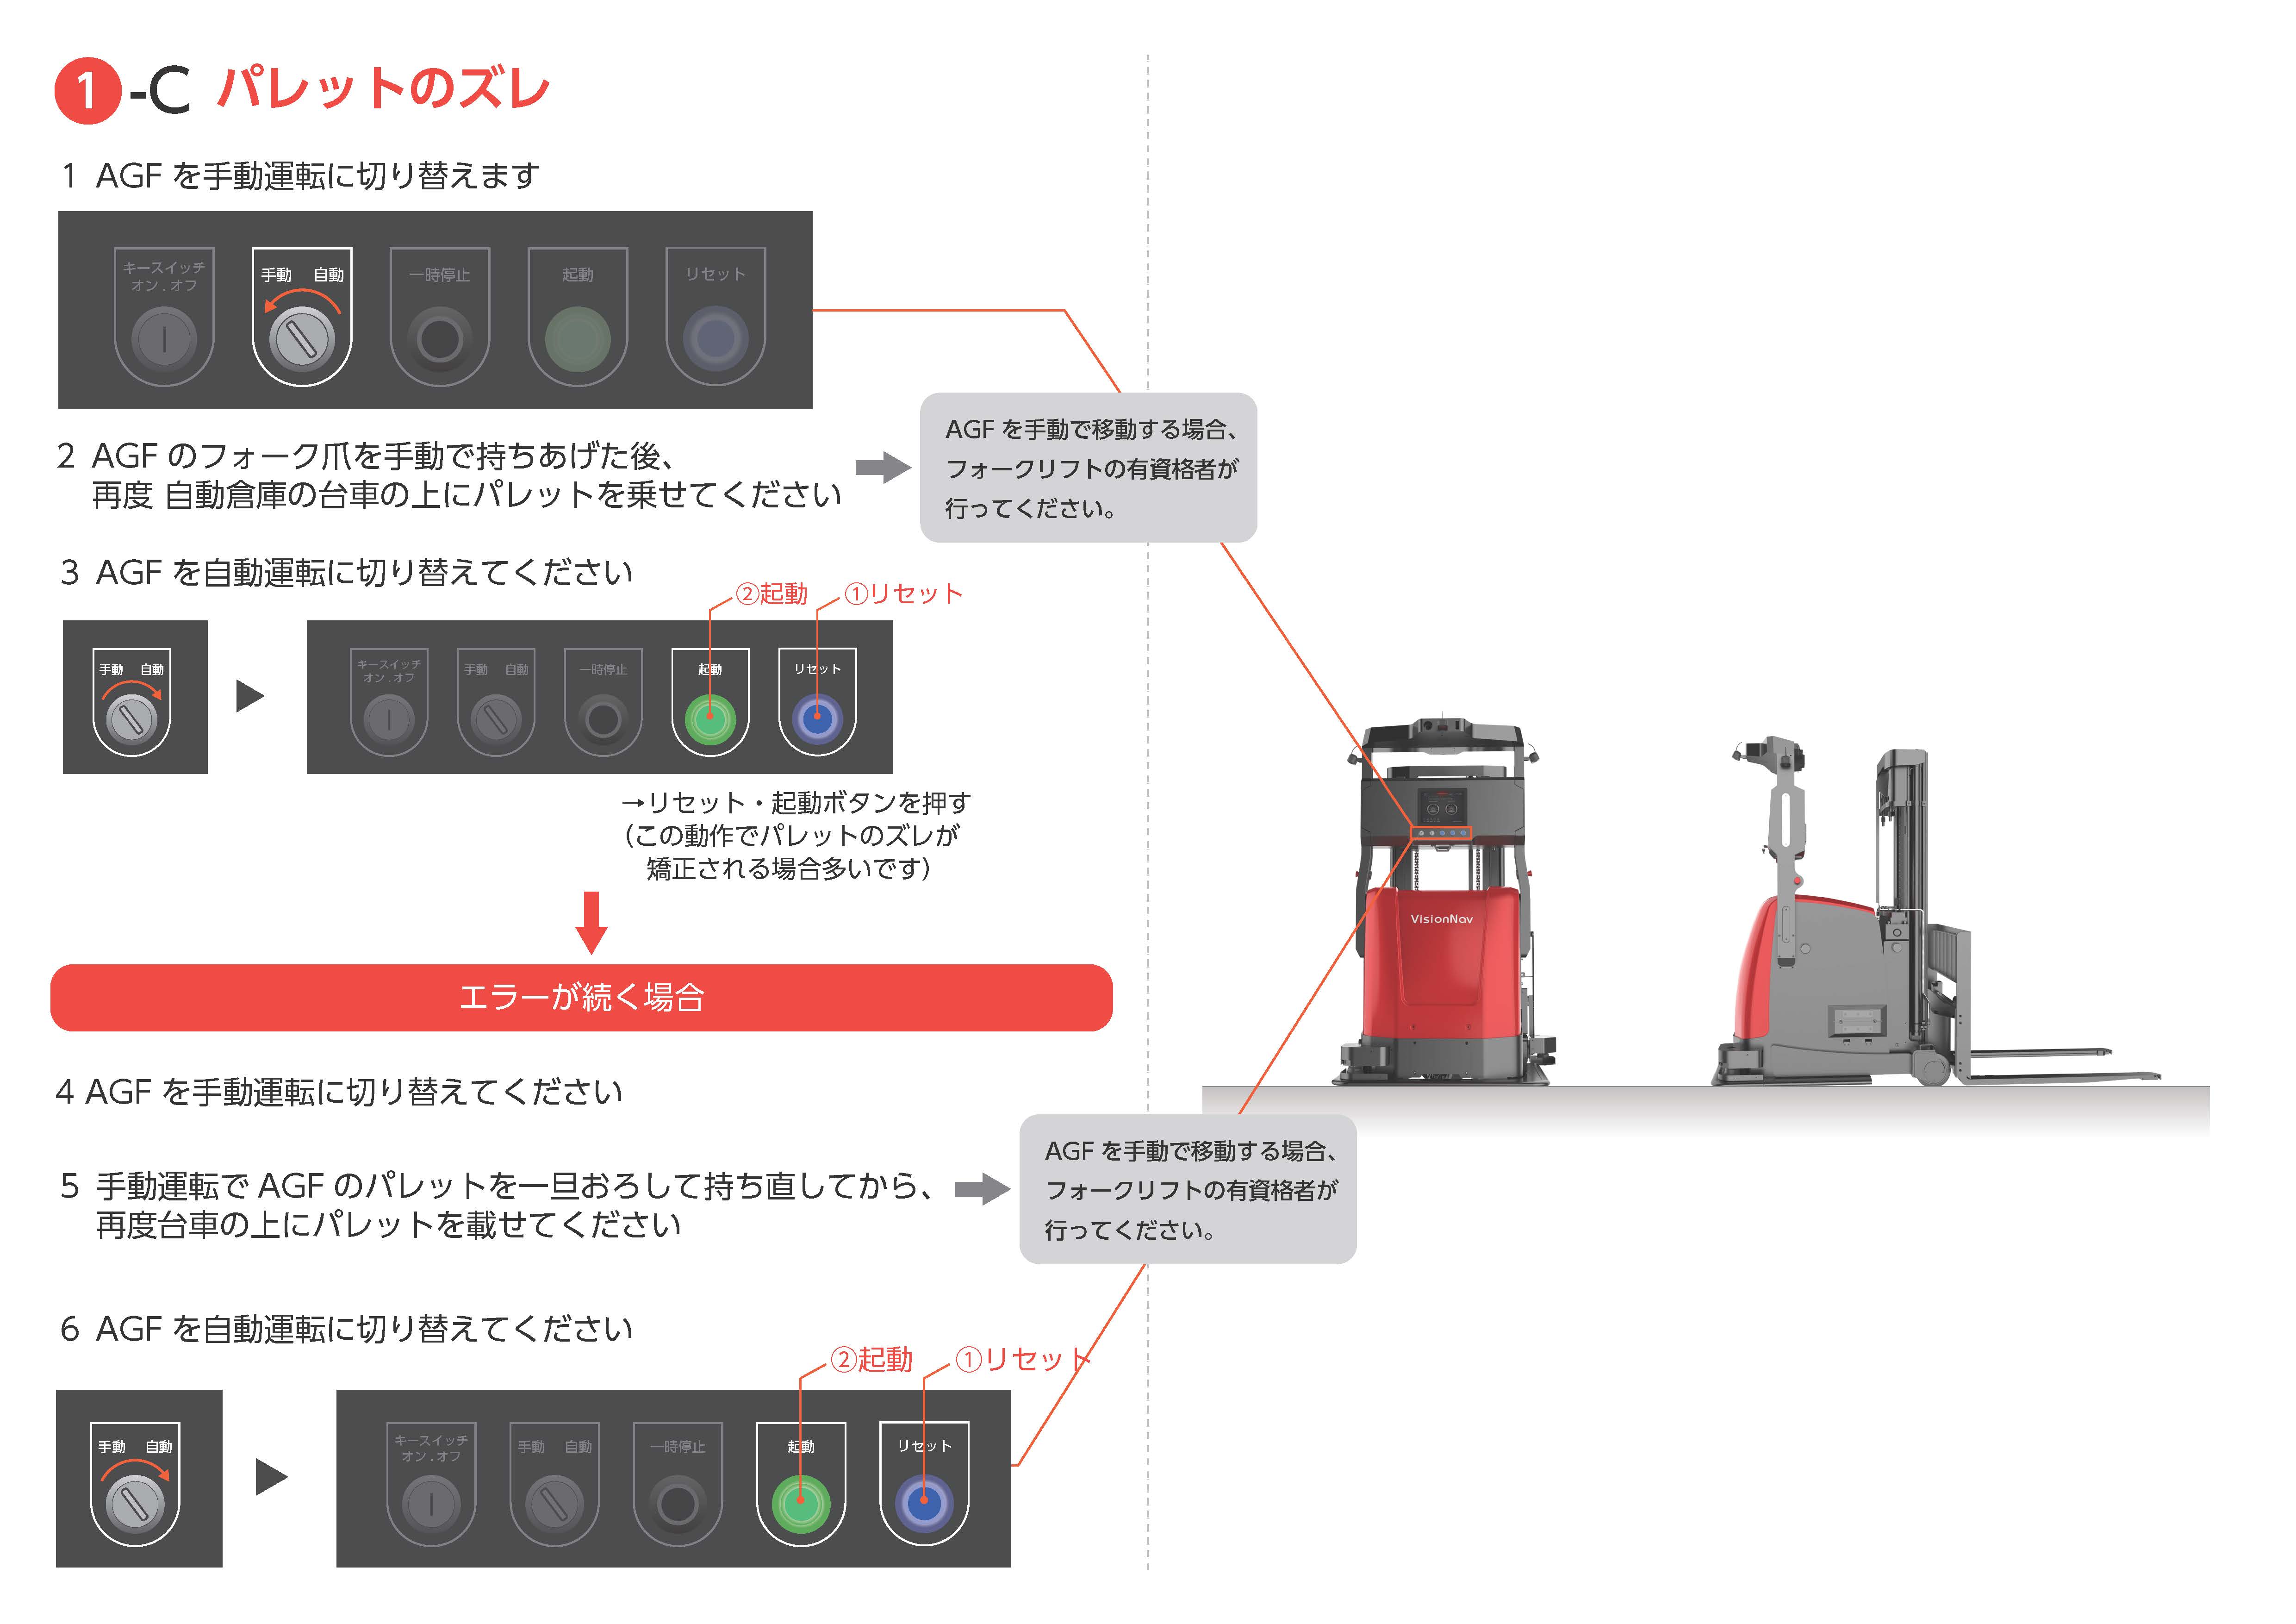 1 -C パレットのズレ
1 AGF を手動運転に切り替えます
キースイッチ
オン . オフ
手動 自動
一時停止
起動
リセット
2 AGF のフォーク爪を手動で持ちあげた後、
再度 自動倉庫の台車の上にパレットを乗せてください
AGF を手動で移動する場合、
フォークリフトの有資格者が
行ってください。
3 AGF を自動運転に切り替えてください
②起動 ①リセット
手動 自動
キースイッチ
オン . オフ
手動 自動
一時停止
起動
リセット
→リセット・起動ボタンを押す
（この動作でパレットのズレが
矯正される場合多いです）
エラーが続く場合
4 AGF を手動運転に切り替えてください
5 手動運転で AGF のパレットを一旦おろして持ち直してから、
再度台車の上にパレットを載せてください
AGF を手動で移動する場合、
フォークリフトの有資格者が
行ってください。
6 AGF を自動運転に切り替えてください
②起動 ①リセット
手動 自動
キースイッチ
オン . オフ
手動 自動
一時停止
起動
リセット
VisionNav